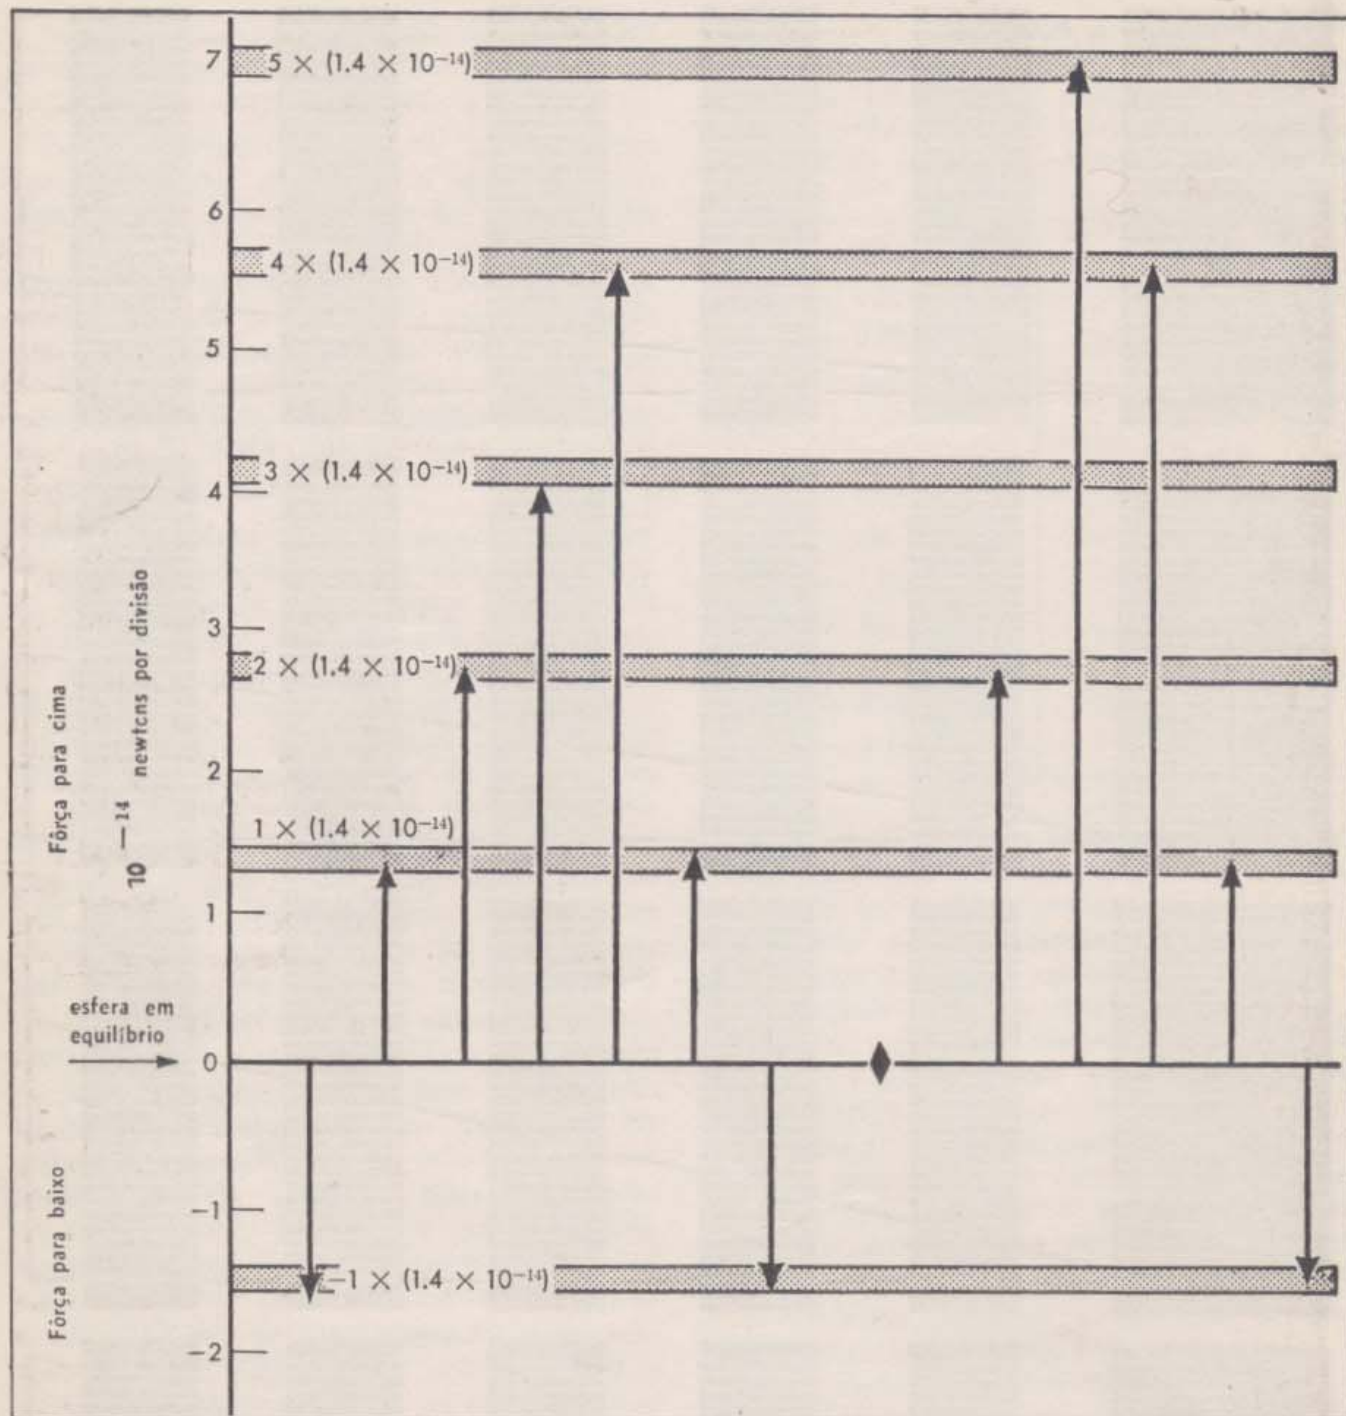 7
5 × (1.4 × 10⁻¹⁴)
6
4 × (1.4 × 10⁻¹⁴)
5
3 × (1.4 × 10⁻¹⁴)
4
3
2 × (1.4 × 10⁻¹⁴)
2
1 × (1.4 × 10⁻¹⁴)
1
Fôrça para cima
10 —¹⁴ newtcns por divisão
esfera em
equilíbrio
0
Fôrça para baixo
-1
-1 × (1.4 × 10⁻¹⁴)
-2